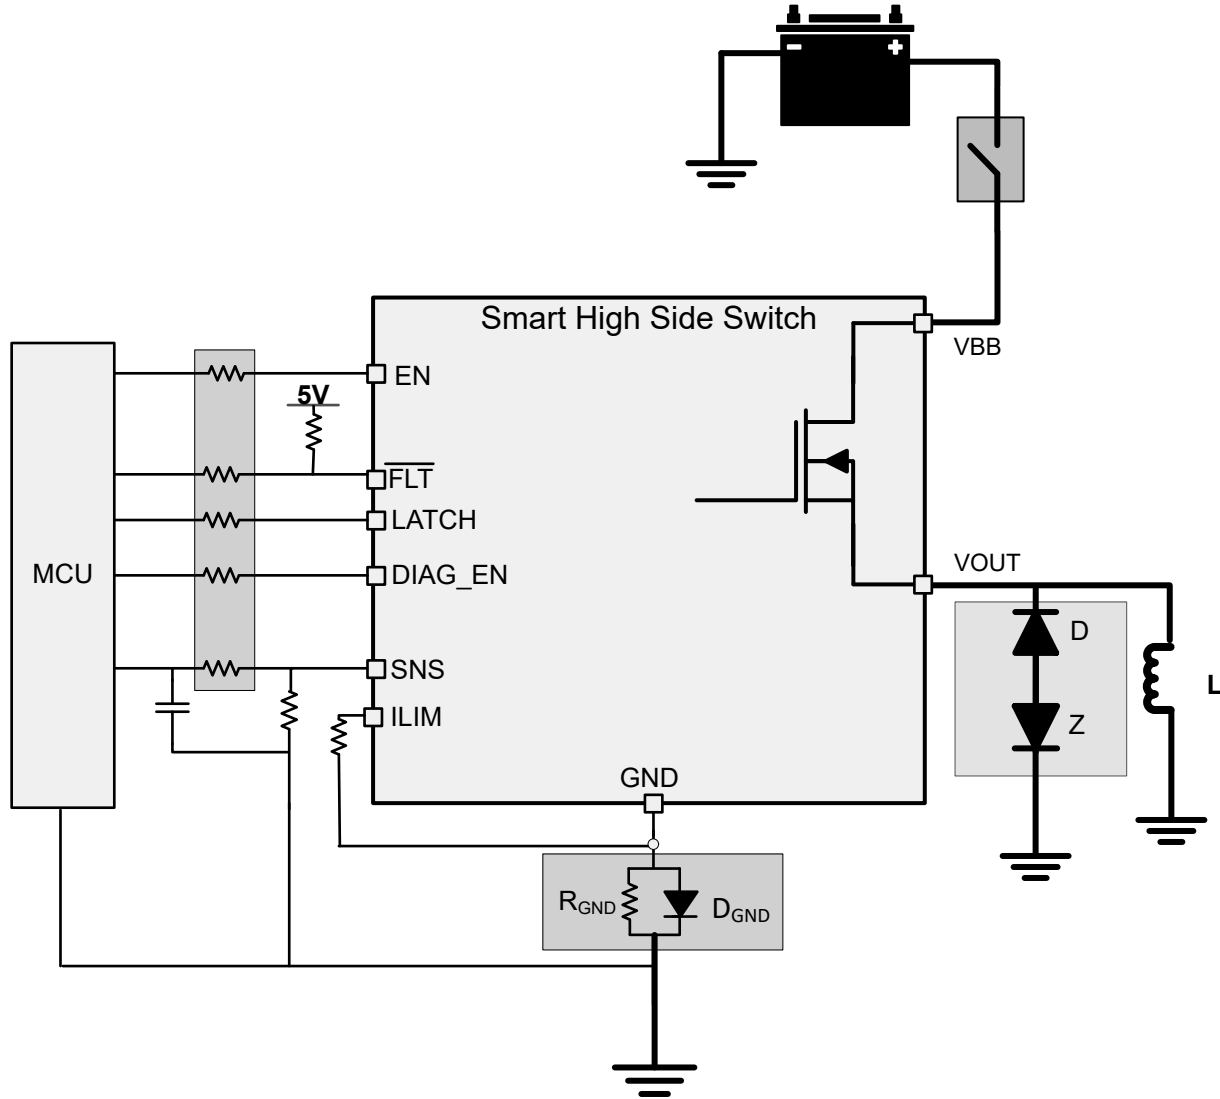 Smart High Side Switch
VBB
EN
5V
FLT
LATCH
MCU
DIAG_EN
VOUT
D
SNS
L
ILIM
Z
GND
RGND
DGND